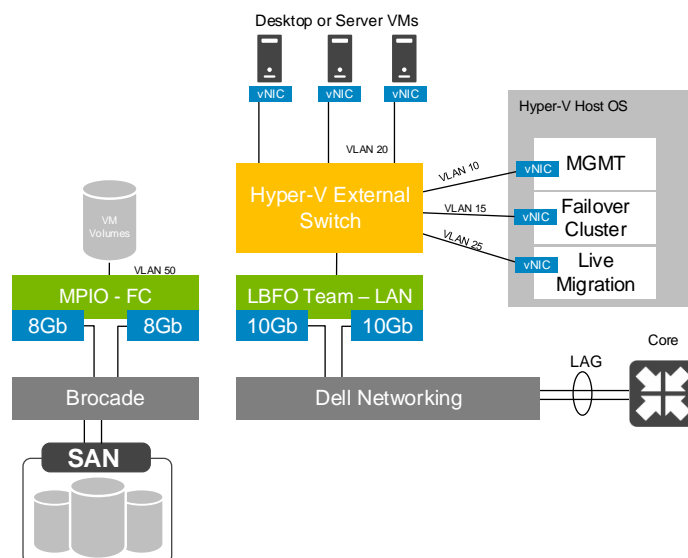 Desktop or Server VMs
vNIC
vNIC
vNIC
VLAN 20
Hyper-V Host OS
VLAN 10
vNIC
MGMT
Hyper-V External
Switch
VLAN 15
vNIC
Failover
Cluster
VLAN 25
vNIC
Live
Migration
VM
Volumes
VLAN 50
MPIO - FC
8Gb
8Gb
LBFO Team – LAN
10Gb
10Gb
Brocade
Dell Networking
LAG
Core
SAN